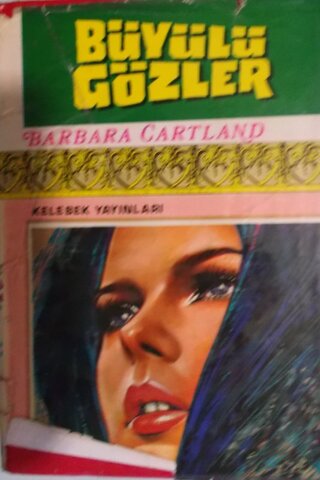 BÜYÜLÜ
GÖZLER
BARBARA CARTLAND
KELEBEK YAYINLARI